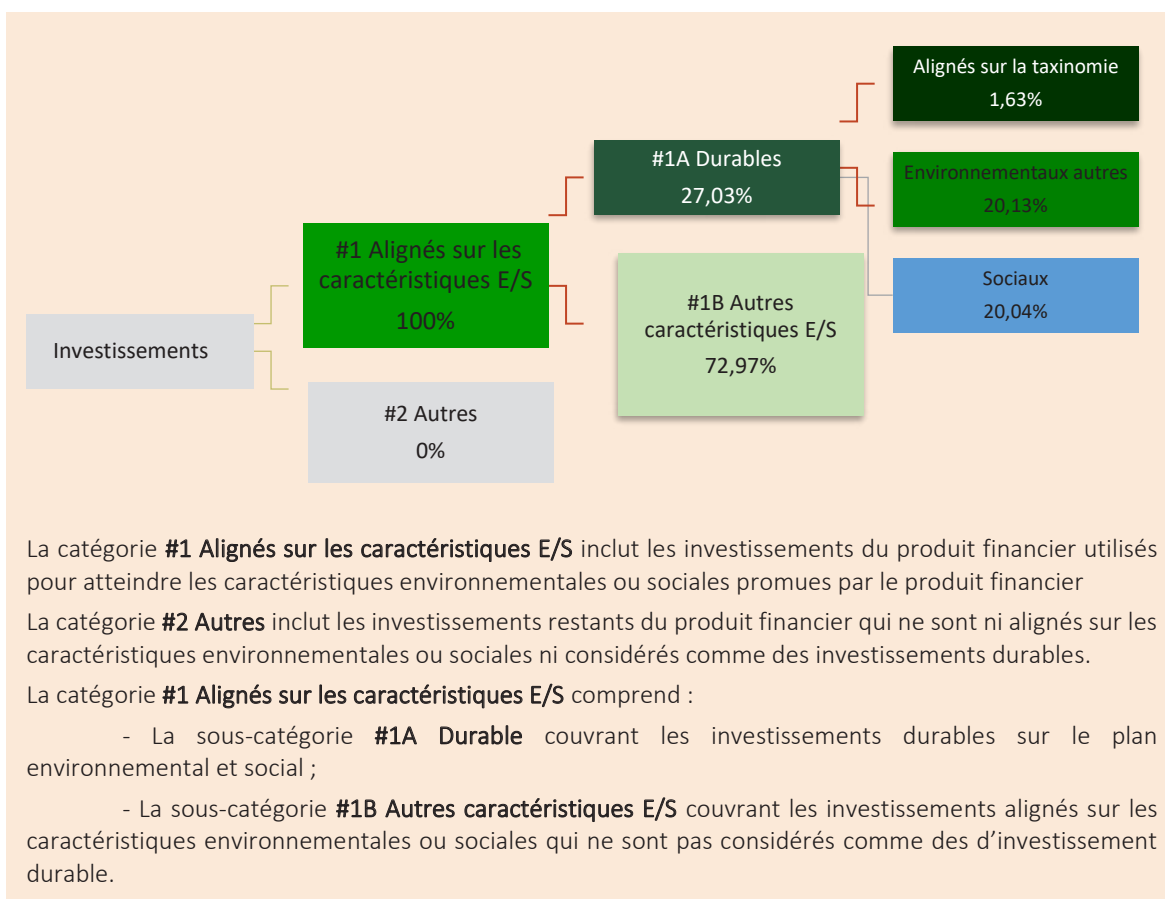 Alignés sur la taxinomie
1,63%
#1A Durables
27,03%
Environnementaux autres
20,13%
#1 Alignés sur les
caractéristiques E/S
100%
#1B Autres
caractéristiques E/S
72,97%
Sociaux
20,04%
Investissements
#2 Autres
0%
La catégorie #1 Alignés sur les caractéristiques E/S inclut les investissements du produit financier utilisés
pour atteindre les caractéristiques environnementales ou sociales promues par le produit financier
La catégorie #2 Autres inclut les investissements restants du produit financier qui ne sont ni alignés sur les
caractéristiques environnementales ou sociales ni considérés comme des investissements durables.
La catégorie #1 Alignés sur les caractéristiques E/S comprend :
- La sous-catégorie #1A Durable couvrant les investissements durables sur le plan
environnemental et social ;
- La sous-catégorie #1B Autres caractéristiques E/S couvrant les investissements alignés sur les
caractéristiques environnementales ou sociales qui ne sont pas considérés comme des d’investissement
durable.